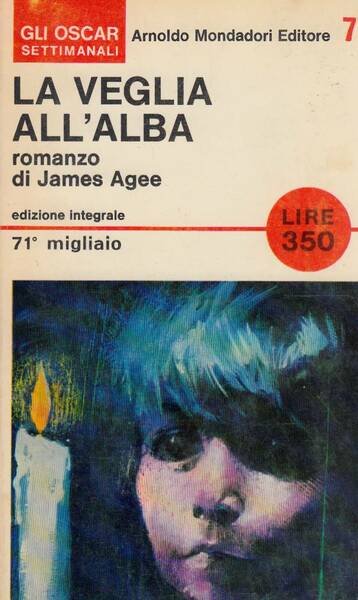 GLI OSCAR
SETTIMANALI
Arnoldo Mondadori Editore 7
LA VEGLIA
ALL'ALBA
romanzo
di James Agee
edizione integrale
LIRE
350
71° migliaio